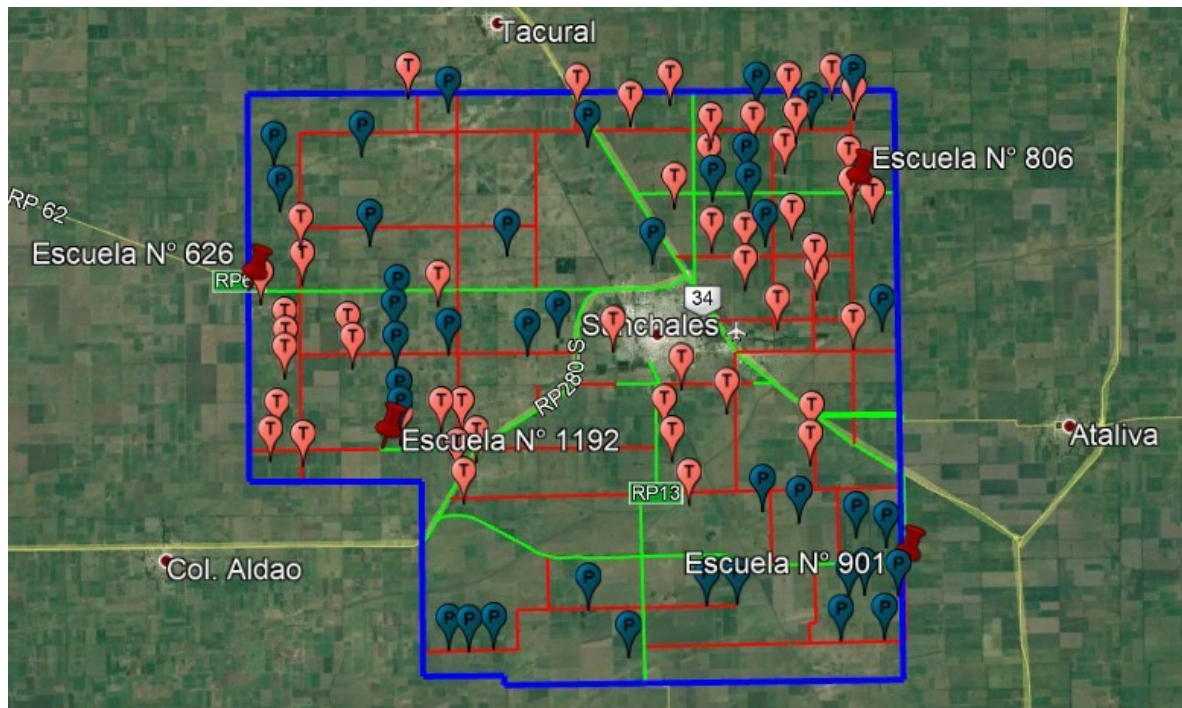 Tacural
Escuela N° 806
RP 62
Escuela N° 626
RP6
34
Sunchales
RP280 S
Escuela N° 1192
Ataliva
RP13
Escuela N° 901
Col. Aldao